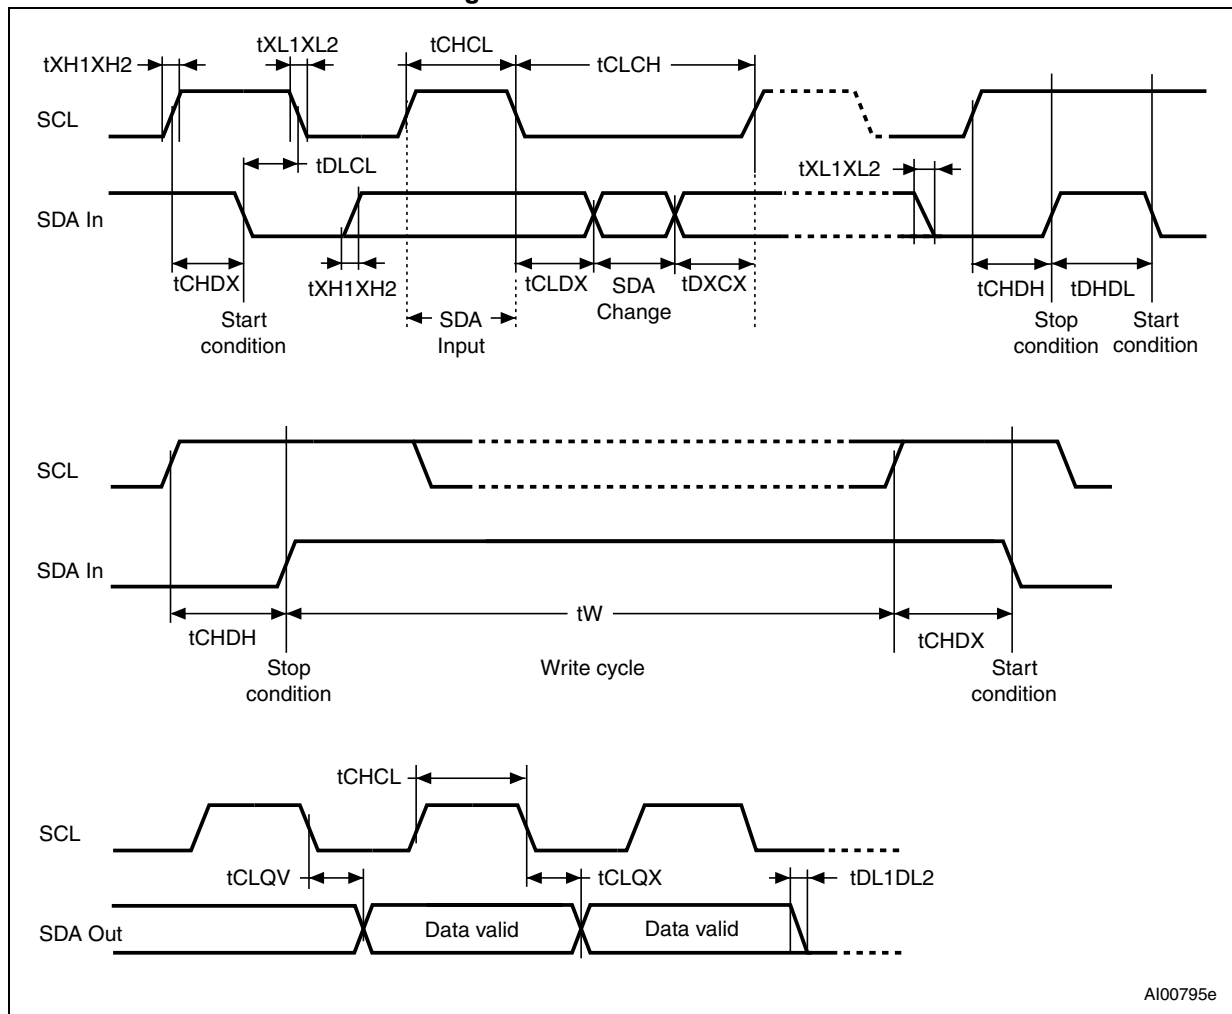 tXH1XH2
tXL1XL2
tCHCL
tCLCH
SCL
tDLCL
tXL1XL2
SDA In
tCHDX
tXH1XH2
tCLDX
SDA
Change
tDXCX
tCHDH
tDHDL
Start
condition
SDA
Input
Stop
condition
Start
condition
SCL
SDA In
tCHDH
tW
tCHDX
Stop
condition
Write cycle
Start
condition
tCHCL
SCL
tCLQV
tCLQX
tDL1DL2
SDA Out
Data valid
Data valid
AI00795e